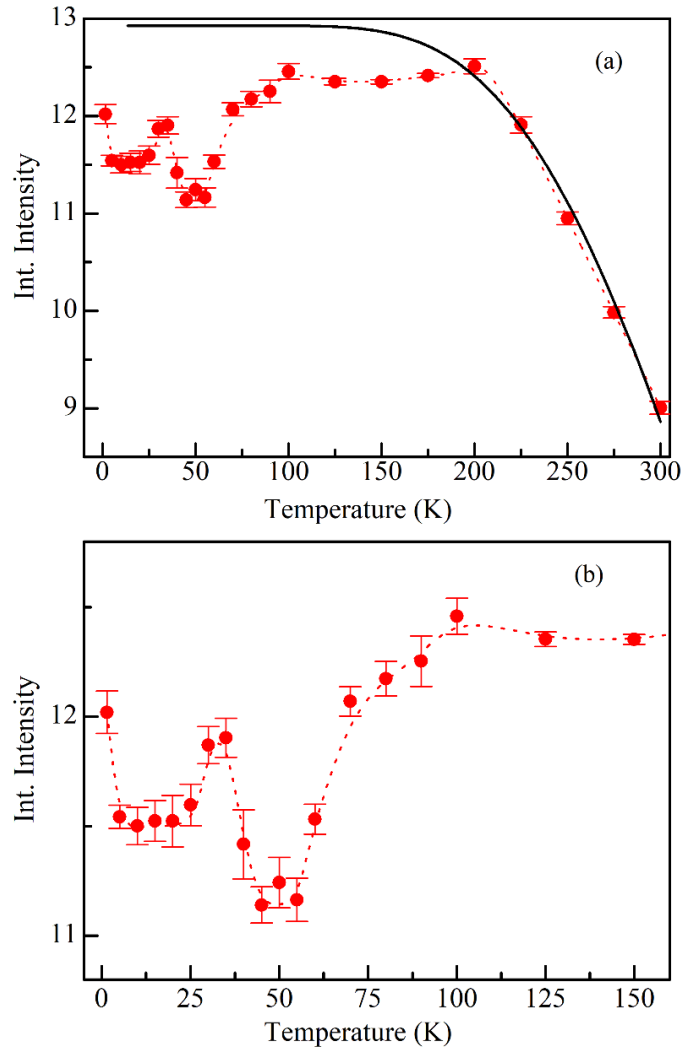 13
(a)
12
11
10
9
Int. Intensity
0 50 100 150 200 250 300
Temperature (K)
(b)
12
11
Int. Intensity
0 25 50 75 100 125 150
Temperature (K)